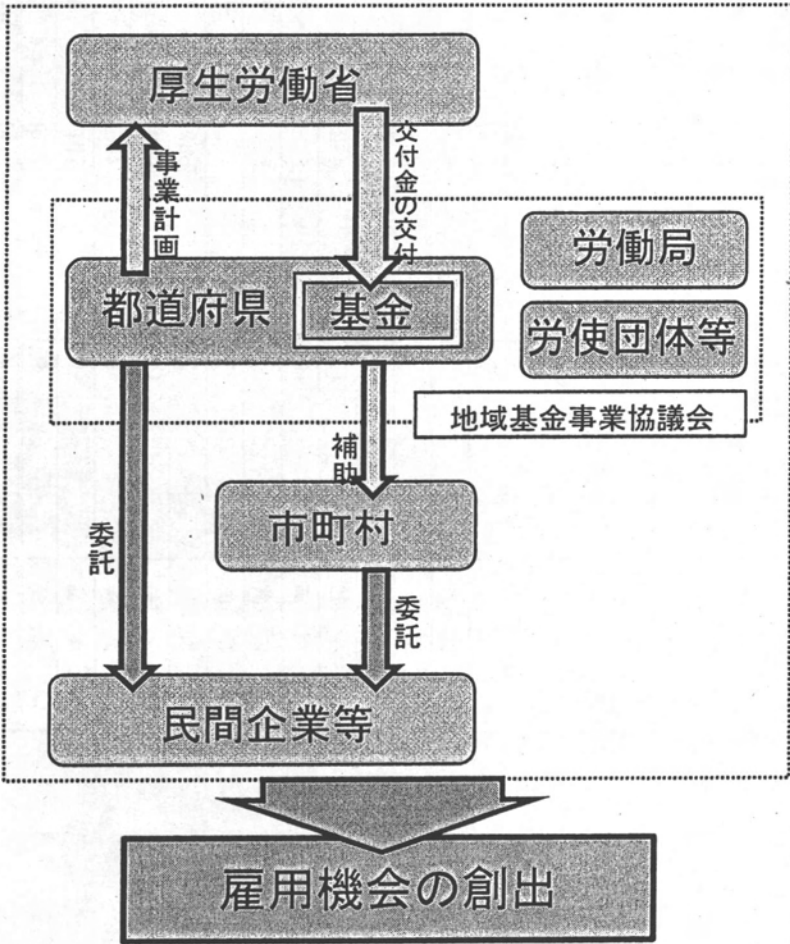 厚生労働省
事業計画
交付金の交付
労働局
都道府県
基金
労使団体等
地域基金事業協議会
補助
市町村
委託
委託
民間企業等
雇用機会の創出